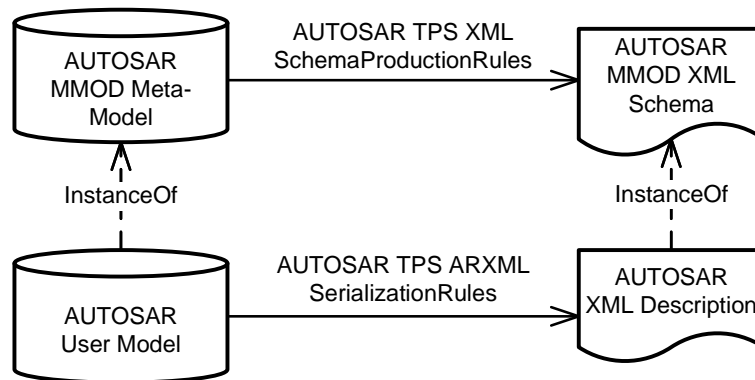 AUTOSAR
MMOD Meta-
Model
AUTOSAR TPS XML
SchemaProductionRules
AUTOSAR
MMOD XML
Schema
InstanceOf
InstanceOf
AUTOSAR
User Model
AUTOSAR TPS ARXML
SerializationRules
AUTOSAR
XML Description